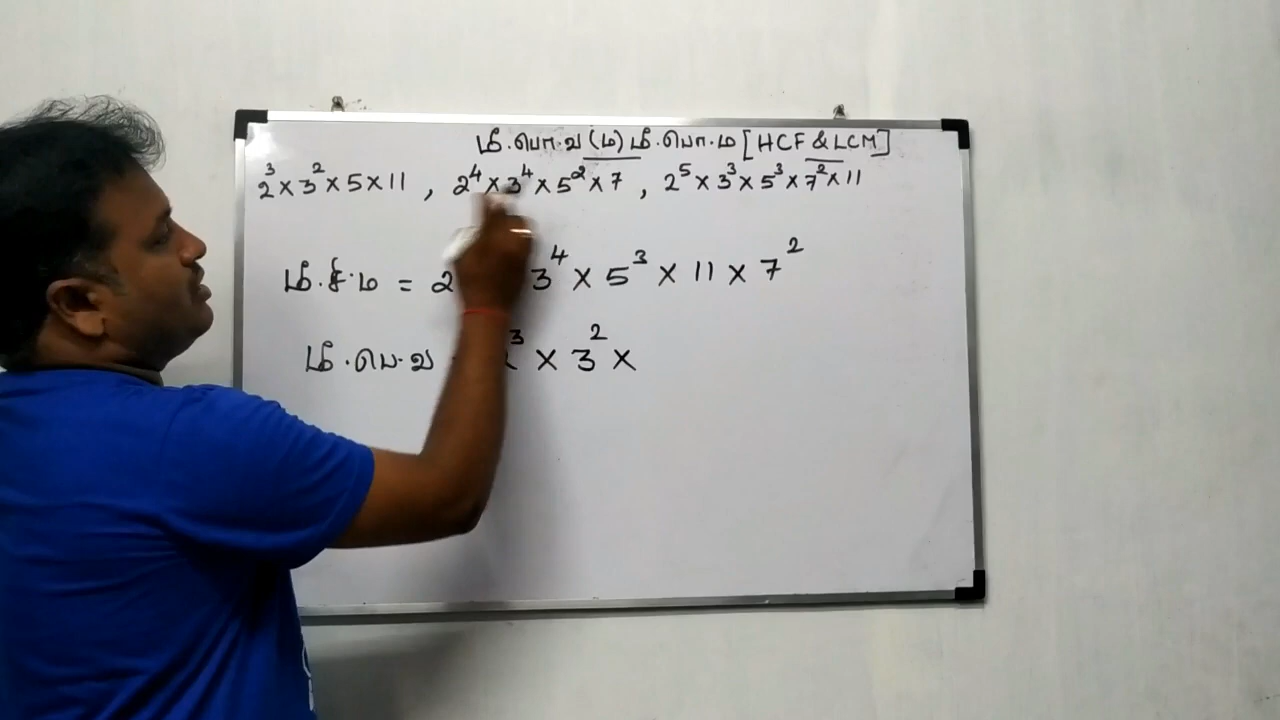 மீ.பொ.வ (ம) மீ.பொ.ம [HCF & LCM]
2³ × 3² × 5 × 11 , 2⁴ × 3⁴ × 5² × 7 , 2⁵ × 3³ × 5³ × 7² × 11
மீ.சி.ம = 2 3⁴ × 5³ × 11 × 7²
மீ.பெ.வ 2³ × 3² ×